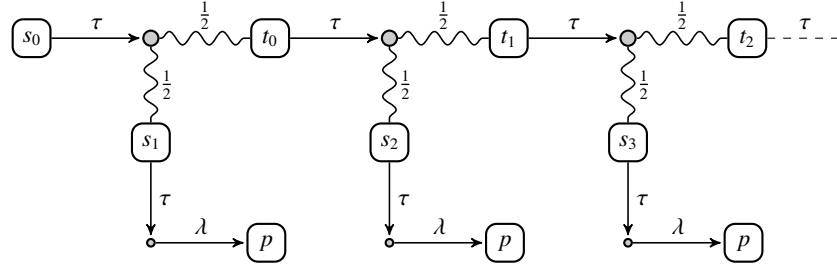 s₀ τ ½ t₀ τ ½ t₁ τ ½ t₂ τ
½ ½ ½
s₁ s₂ s₃
τ τ τ
λ p λ p λ p